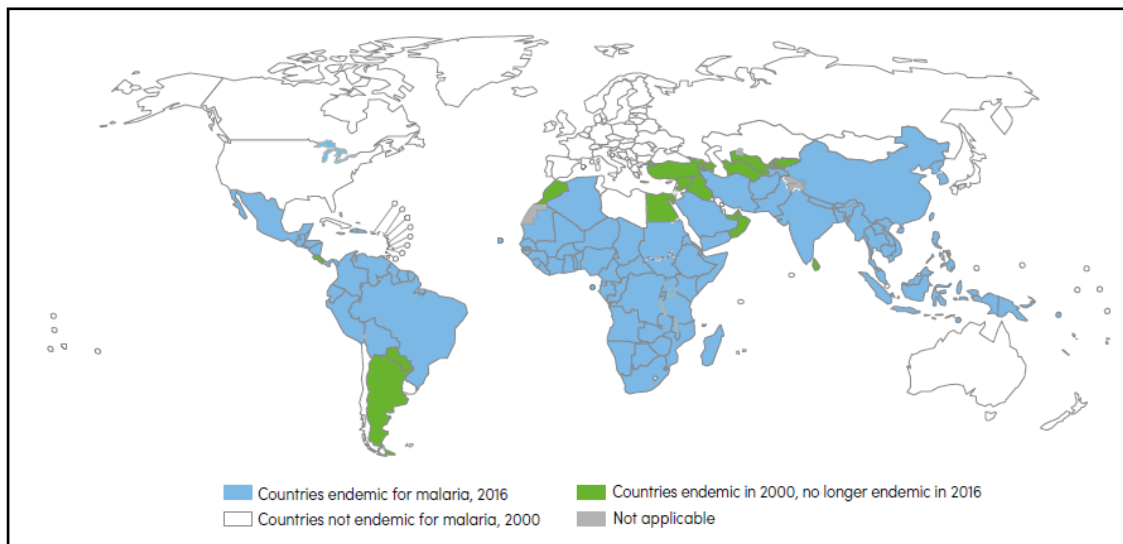 Countries endemic for malaria, 2016
Countries endemic in 2000, no longer endemic in 2016
Countries not endemic for malaria, 2000
Not applicable